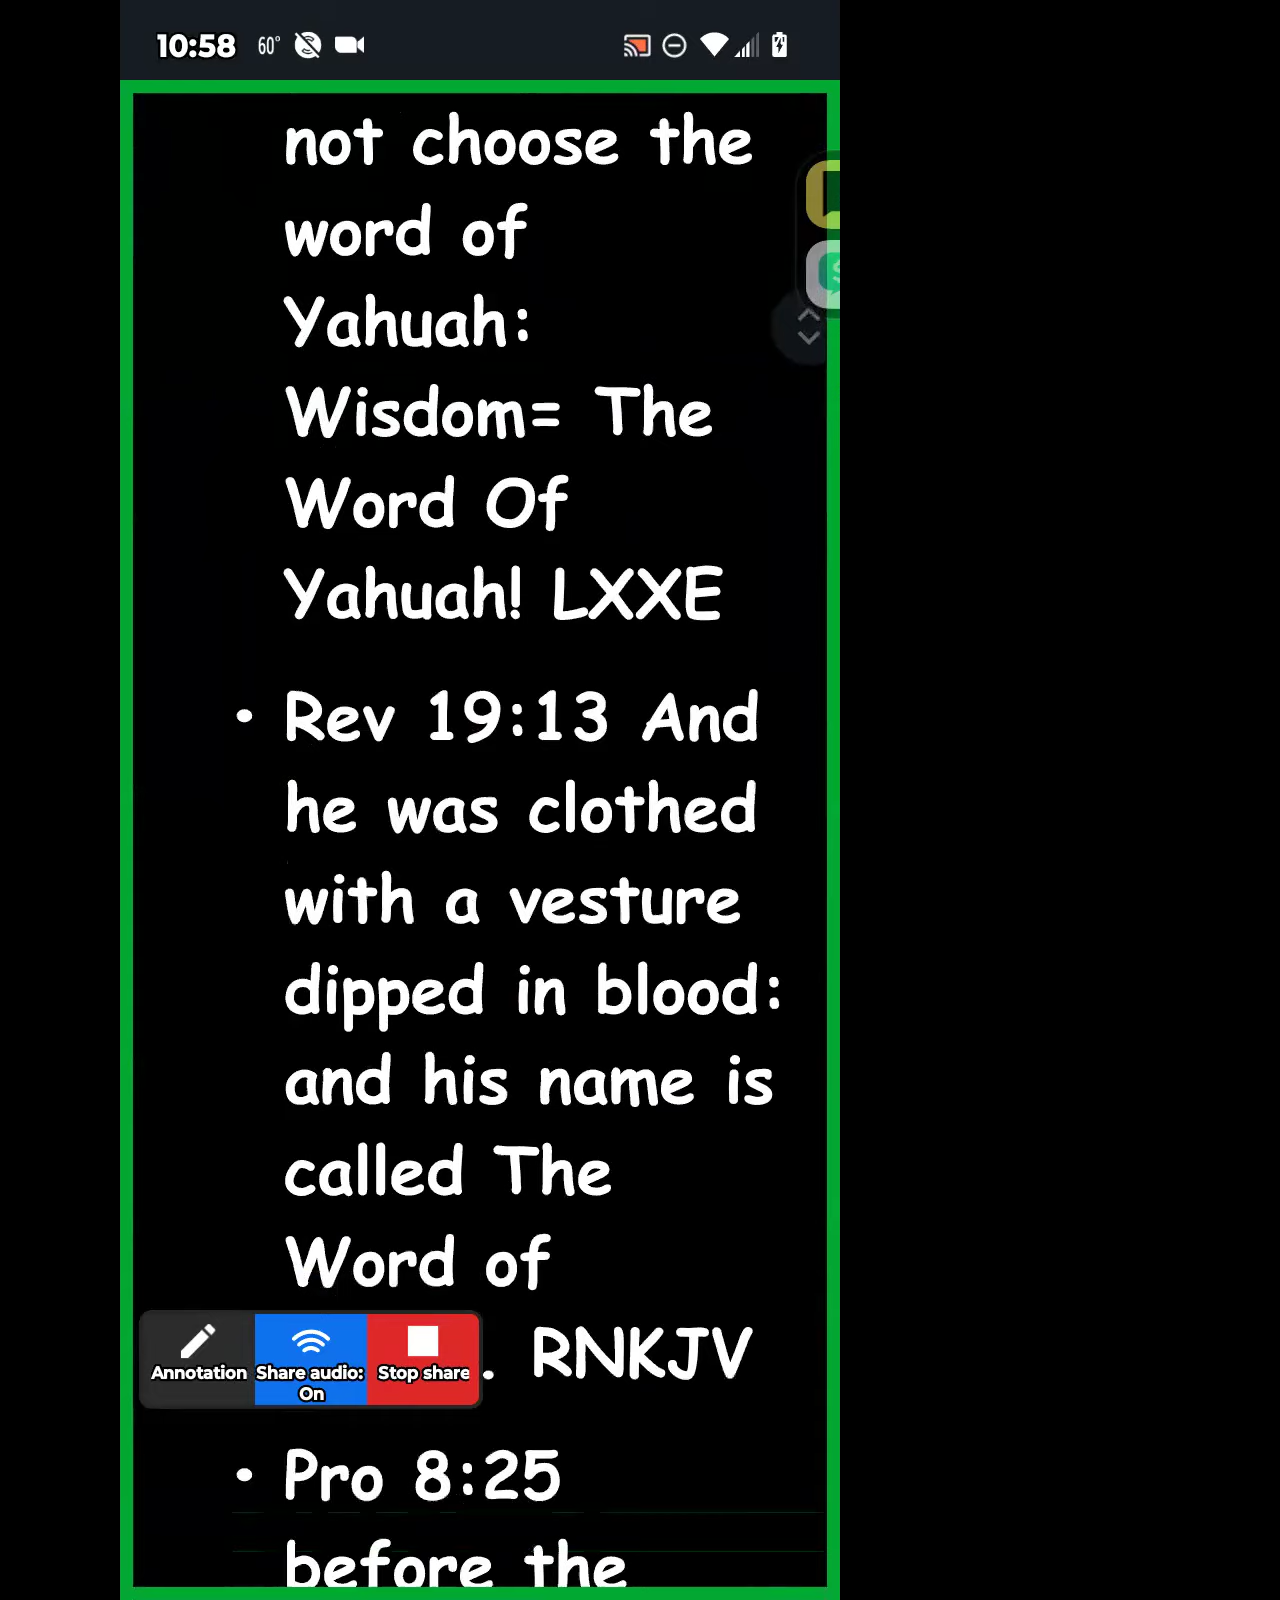 10:58 60°
not choose the
word of
Yahuah:
Wisdom= The
Word Of
Yahuah! LXXE
• Rev 19:13 And
he was clothed
with a vesture
dipped in blood:
and his name is
called The
Word of
. RNKJV
Annotation Share audio: On Stop share
• Pro 8:25
before the